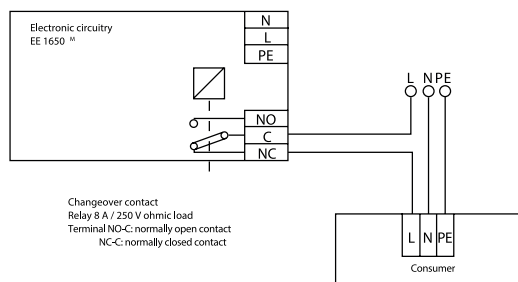 Electronic circuitry
EE 1650 M
N
L
PE
NO
C
NC
L N PE
Changeover contact
Relay 8 A / 250 V ohmic load
Terminal NO-C: normally open contact
NC-C: normally closed contact
L N PE
Consumer